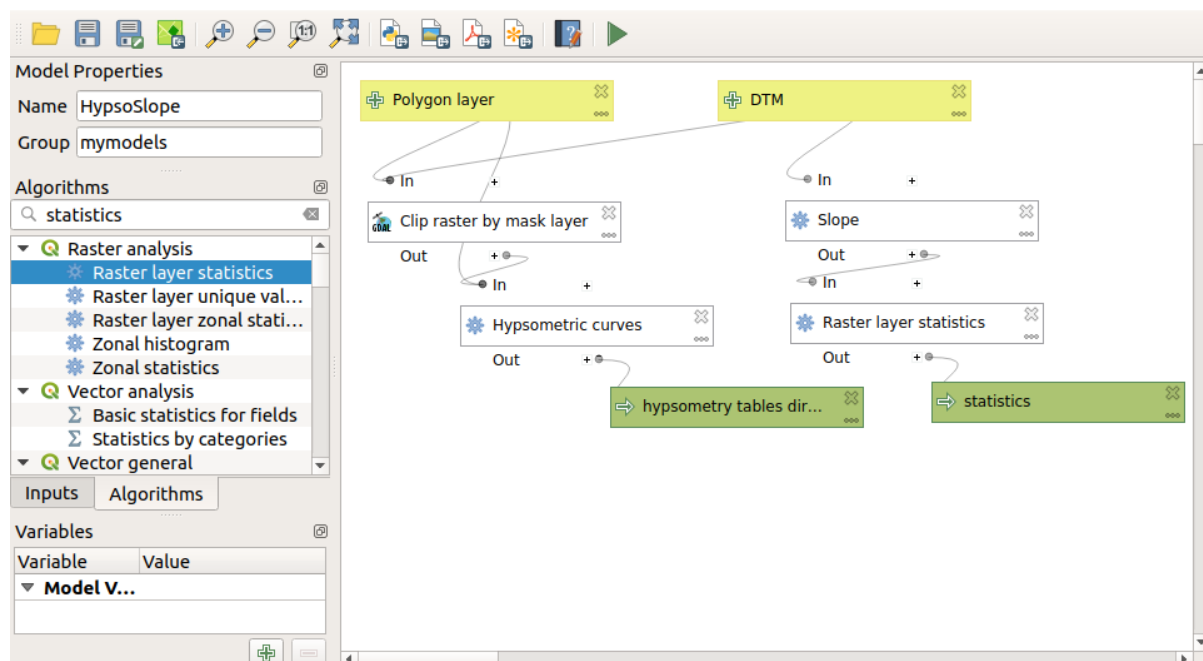 1:1
Model Properties
Name HypsoSlope
Group mymodels
Algorithms
statistics
Raster analysis
Raster layer statistics
Raster layer unique val...
Raster layer zonal stati...
Zonal histogram
Zonal statistics
Vector analysis
Basic statistics for fields
Statistics by categories
Vector general
Inputs Algorithms
Variables
Variable Value
Model V...
Polygon layer
DTM
In +
In +
GDAL Clip raster by mask layer
Slope
Out +
Out +
In +
In +
Hypsometric curves
Raster layer statistics
Out +
Out +
hypsometry tables dir...
statistics